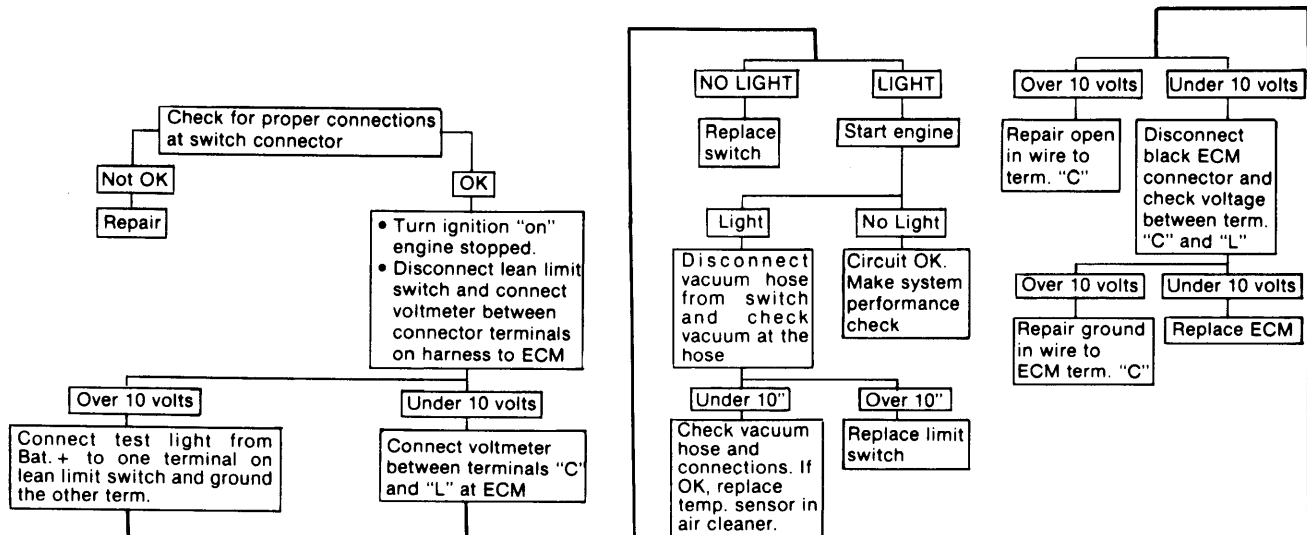 Check for proper connections
at switch connector
Not OK
OK
Repair
• Turn ignition “on”
engine stopped.
• Disconnect lean limit
switch and connect
voltmeter between
connector terminals
on harness to ECM
Over 10 volts
Under 10 volts
Connect test light from
Bat. + to one terminal on
lean limit switch and ground
the other term.
Connect voltmeter
between terminals “C”
and “L” at ECM
NO LIGHT
LIGHT
Replace
switch
Start engine
Light
No Light
Disconnect
vacuum hose
from switch
and check
vacuum at the
hose
Circuit OK.
Make system
performance
check
Under 10”
Over 10”
Check vacuum
hose and
connections. If
OK, replace
temp. sensor in
air cleaner.
Replace limit
switch
Over 10 volts
Under 10 volts
Repair open
in wire to
term. “C”
Disconnect
black ECM
connector and
check voltage
between term.
“C” and “L”
Over 10 volts
Under 10 volts
Repair ground
in wire to
ECM term. “C”
Replace ECM